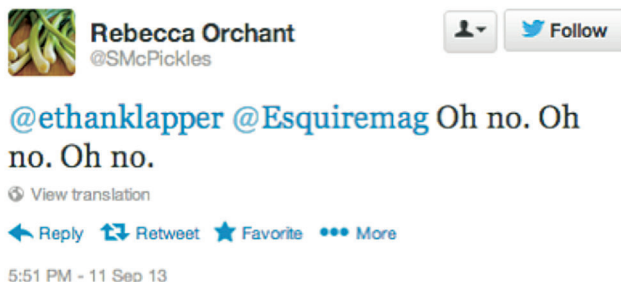 Rebecca Orchant
@SMcPickles
Follow
@ethanklapper @Esquiremag Oh no. Oh
no. Oh no.
View translation
Reply Retweet Favorite More
5:51 PM - 11 Sep 13